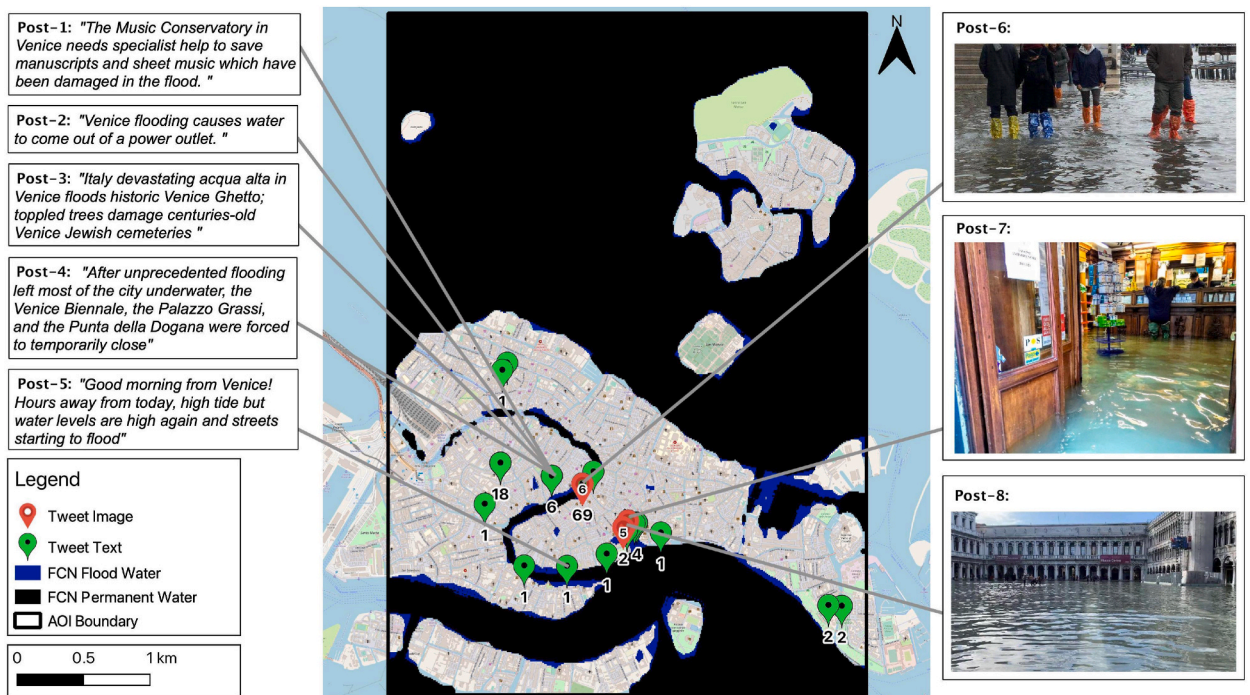 Post-1: "The Music Conservatory in
Venice needs specialist help to save
manuscripts and sheet music which have
been damaged in the flood. "
Post-2: "Venice flooding causes water
to come out of a power outlet. "
Post-3: "Italy devastating acqua alta in
Venice floods historic Venice Ghetto;
toppled trees damage centuries-old
Venice Jewish cemeteries "
Post-4: "After unprecedented flooding
left most of the city underwater, the
Venice Biennale, the Palazzo Grassi,
and the Punta della Dogana were forced
to temporarily close"
Post-5: "Good morning from Venice!
Hours away from today, high tide but
water levels are high again and streets
starting to flood"
Legend
Tweet Image
Tweet Text
FCN Flood Water
FCN Permanent Water
AOI Boundary
0 0.5 1 km
N
1
18
6
6
69
1
5
2 4 1
1 1 1
2 2
Post-6:
Post-7:
POS
Post-8: